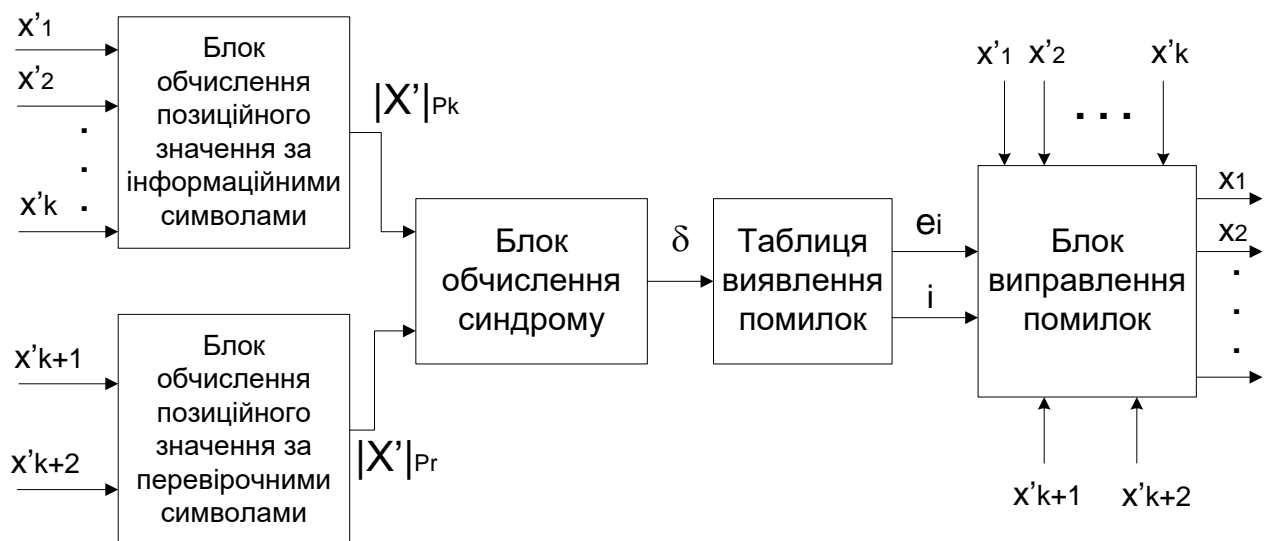 x'1
x'2
.
.
.
x'k
Блок
обчислення
позиційного
значення за
інформаційними
символами
|X'|Pk
x'k+1
x'k+2
Блок
обчислення
позиційного
значення за
перевірочними
символами
|X'|Pr
Блок
обчислення
синдрому
δ
Таблиця
виявлення
помилок
ei
i
x'1 x'2 x'k
. . .
Блок
виправлення
помилок
x'k+1 x'k+2
x1
x2
.
.
.